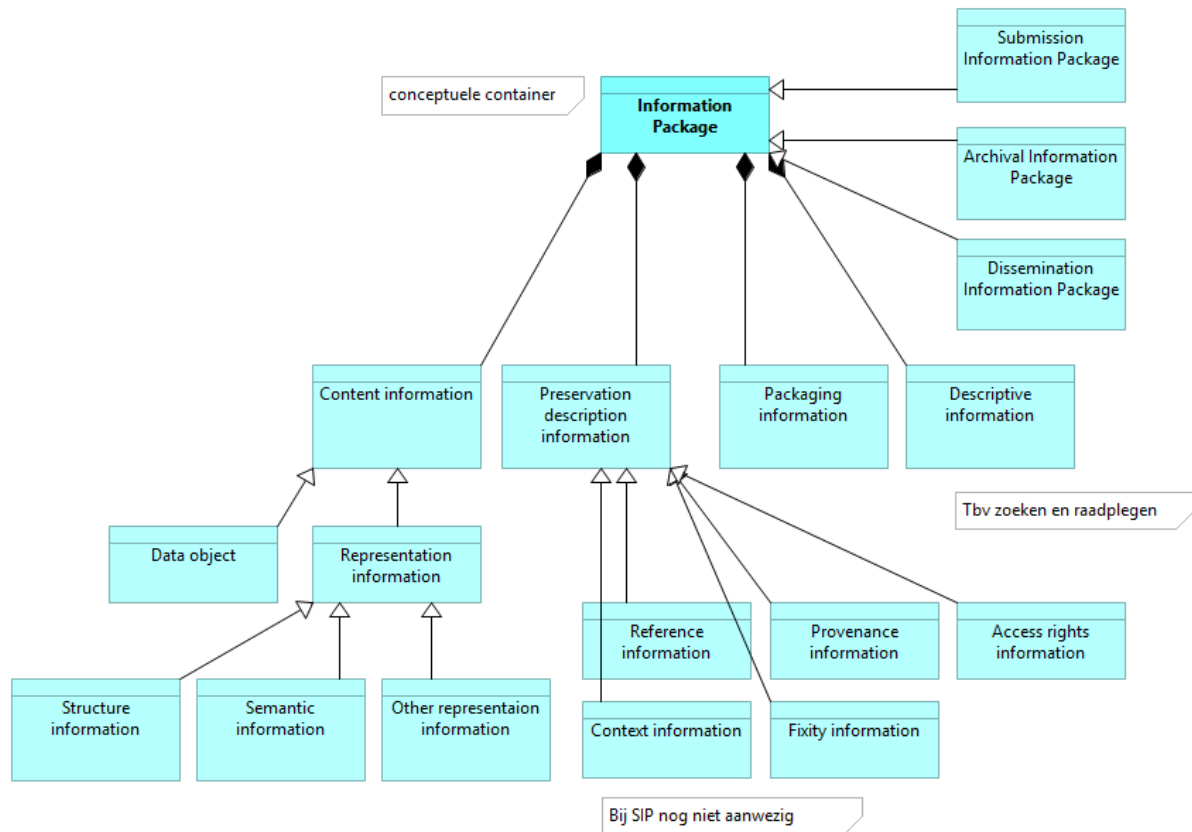 Submission
Information Package
conceptuele container
Information
Package
Archival Information
Package
Dissemination
Information Package
Content information
Preservation
description
information
Packaging
information
Descriptive
information
Tbv zoeken en raadplegen
Data object
Representation
information
Reference
information
Provenance
information
Access rights
information
Structure
information
Semantic
information
Other representaion
information
Context information
Fixity information
Bij SIP nog niet aanwezig